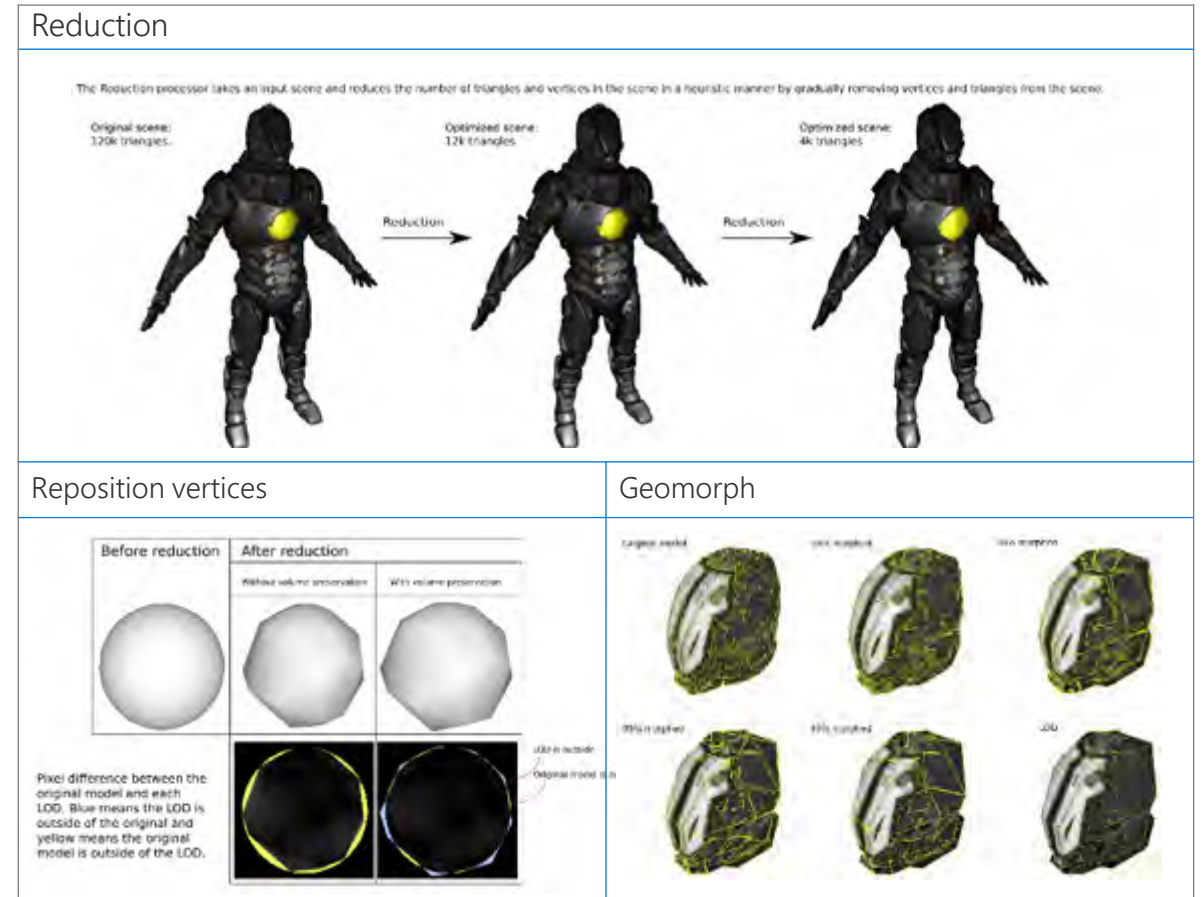 Reduction
The Reduction processor takes an input scene and reduces the number of triangles and vertices in the scene in a heuristic manner by gradually removing vertices and triangles from the scene.
Original scene:
120k triangles.
Optimized scene:
12k triangles
Optimized scene:
4k triangles
Reduction
Reduction
Reposition vertices
Before reduction
After reduction
Without volume preservation
With volume preservation
LOD is outside
Original model is
Pixel difference between the
original model and each
LOD. Blue means the LOD is
outside of the original and
yellow means the original
model is outside of the LOD.
Geomorph
Original model
morphed
morphed
morphed
morphed
LOD